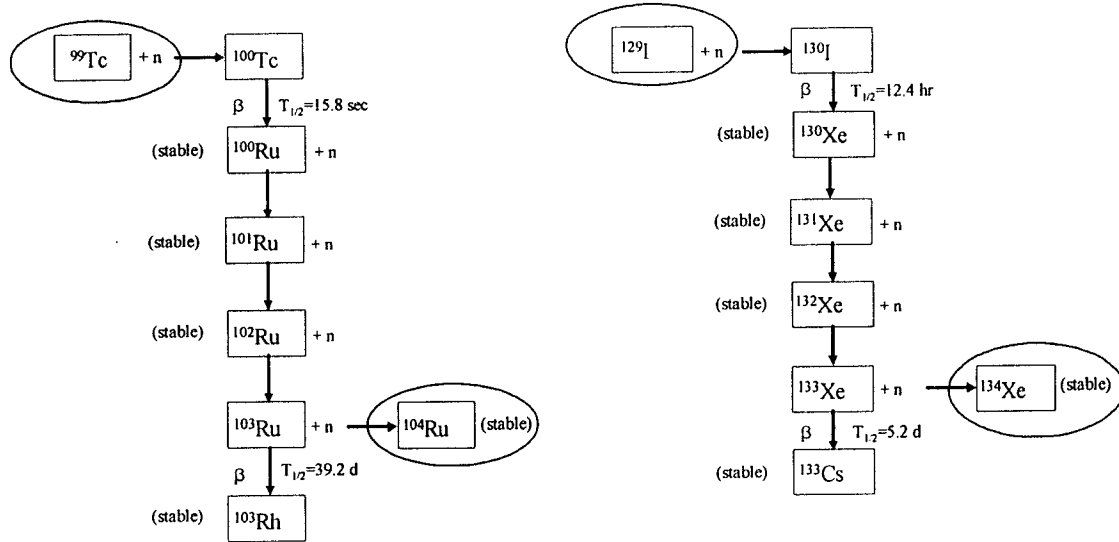 ⁹⁹Tc + n
¹⁰⁰Tc
β T₁/₂=15.8 sec
(stable) ¹⁰⁰Ru + n
(stable) ¹⁰¹Ru + n
(stable) ¹⁰²Ru + n
¹⁰³Ru + n
¹⁰⁴Ru (stable)
β T₁/₂=39.2 d
(stable) ¹⁰³Rh
¹²⁹I + n
¹³⁰I
β T₁/₂=12.4 hr
(stable) ¹³⁰Xe + n
(stable) ¹³¹Xe + n
(stable) ¹³²Xe + n
¹³³Xe + n
¹³⁴Xe (stable)
β T₁/₂=5.2 d
(stable) ¹³³Cs